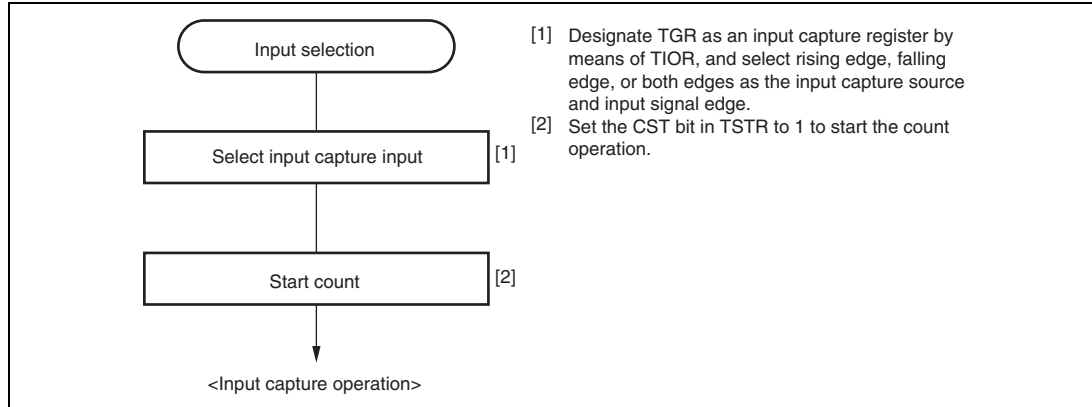 Input selection
Select input capture input
[1]
Start count
[2]
<Input capture operation>
[1] Designate TGR as an input capture register by
means of TIOR, and select rising edge, falling
edge, or both edges as the input capture source
and input signal edge.
[2] Set the CST bit in TSTR to 1 to start the count
operation.